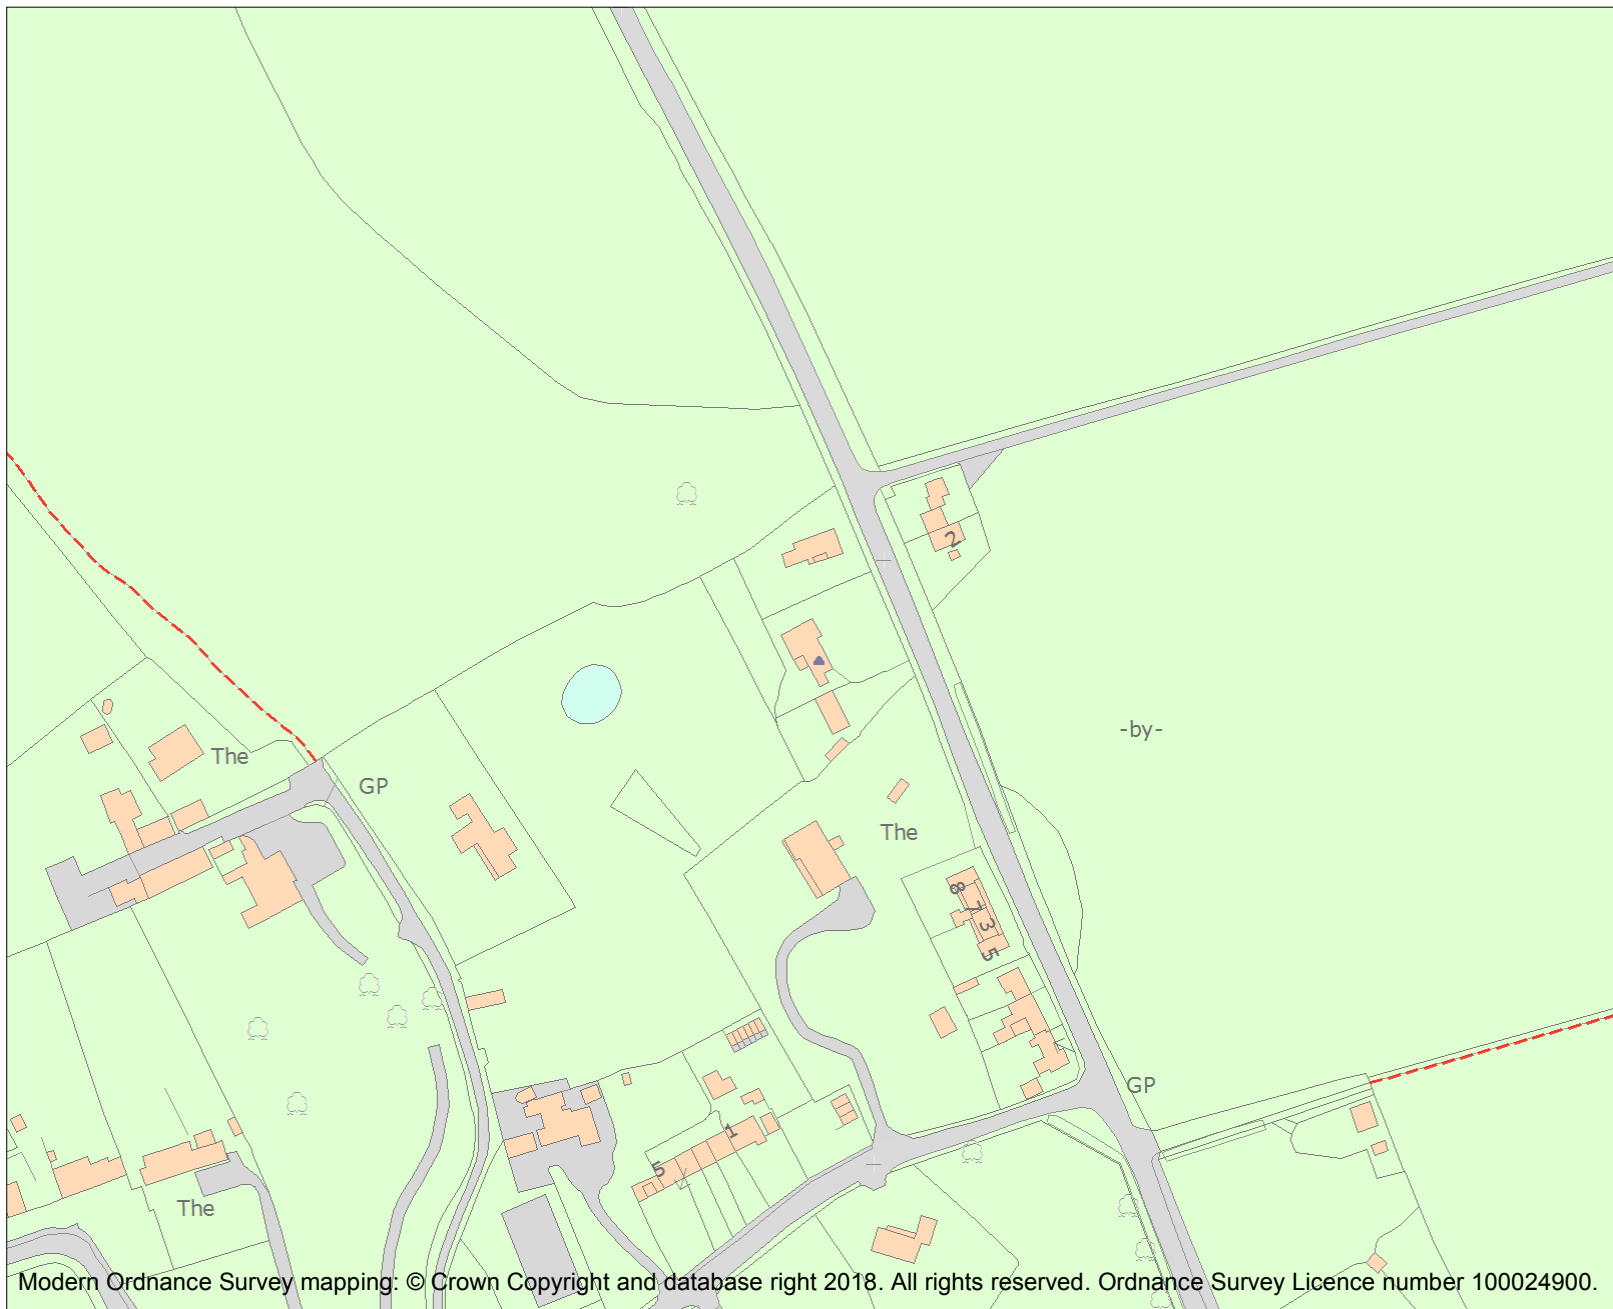 2
-by-
The
GP
The
8
7
3
5
GP
1
5
The
Modern Ordnance Survey mapping: © Crown Copyright and database right 2018. All rights reserved. Ordnance Survey Licence number 100024900.